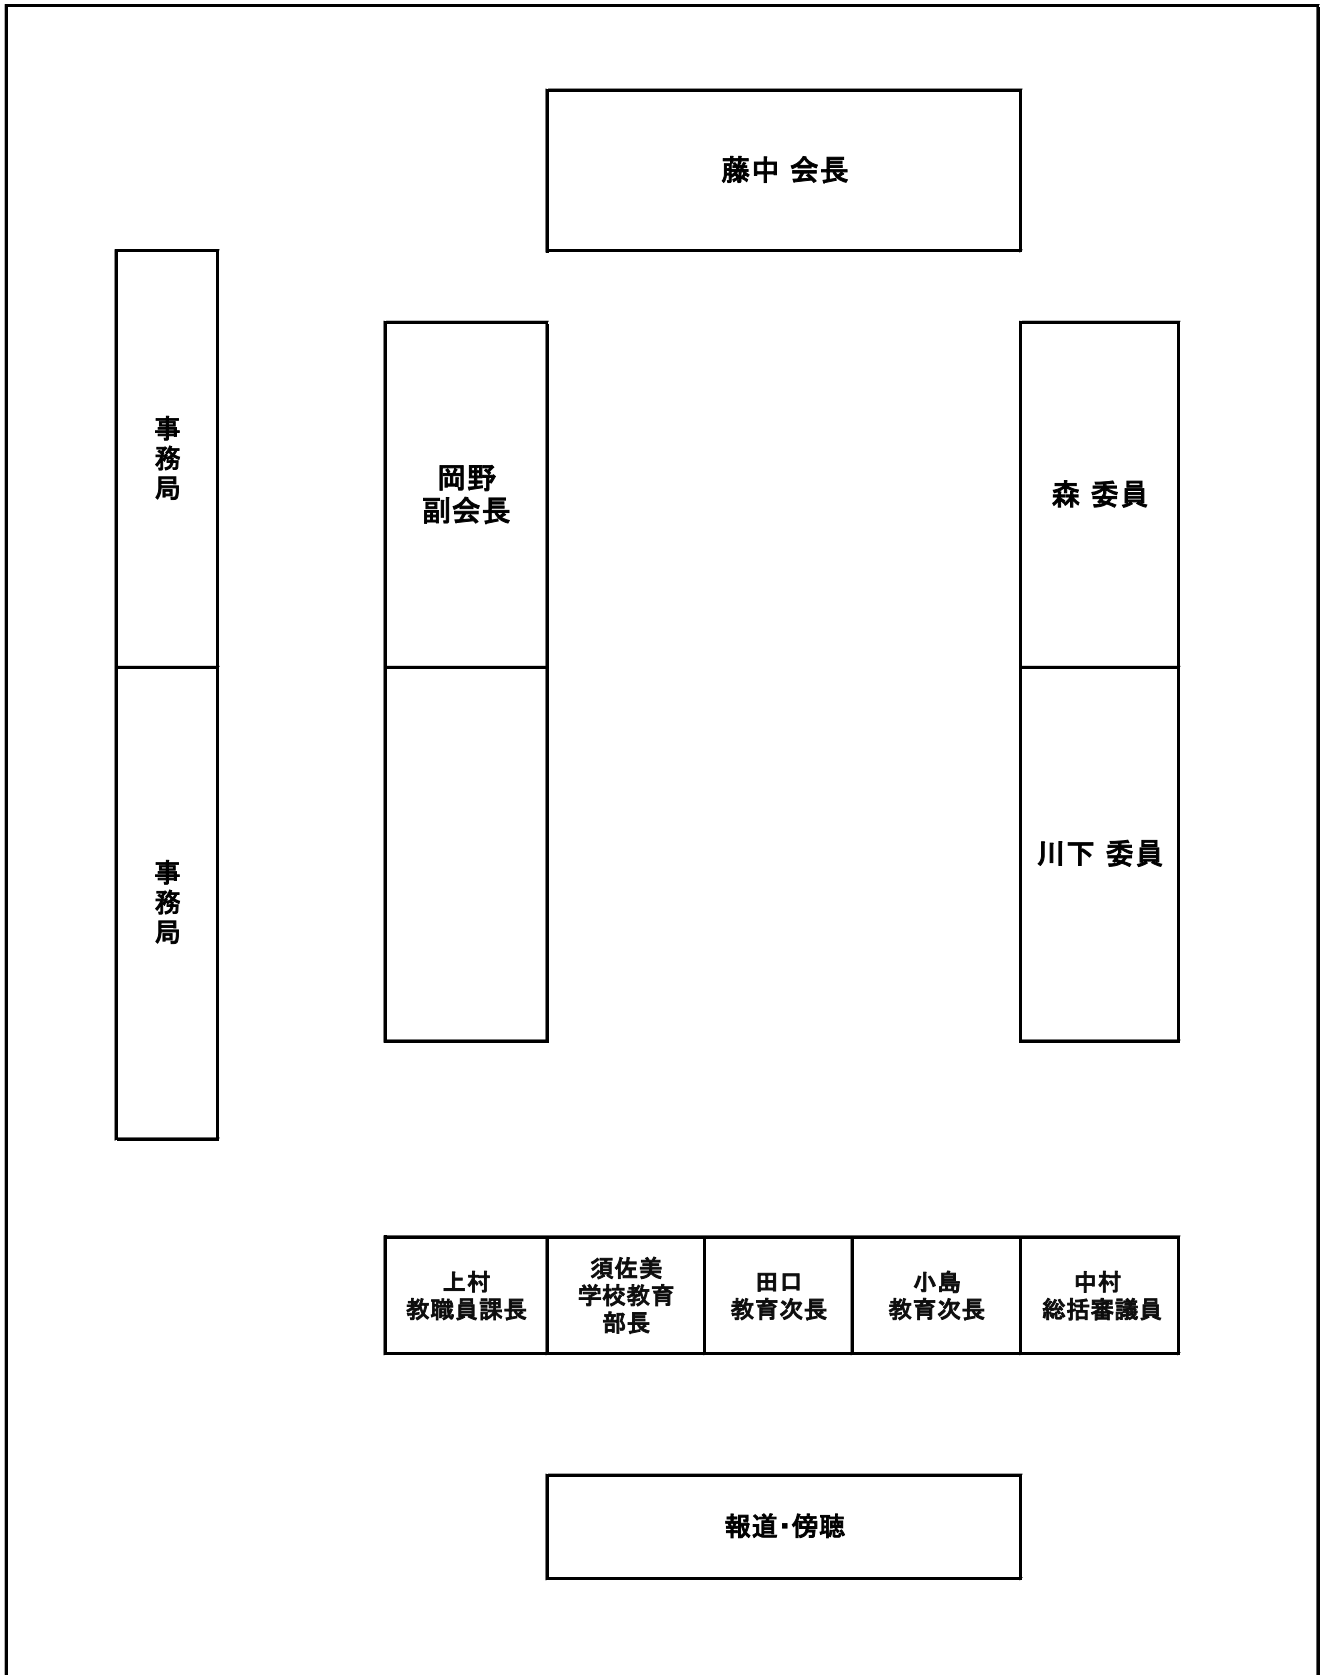 藤中 会長
事務局
岡野
副会長
森 委員
事務局
川下 委員
上村
教職員課長
須佐美
学校教育
部長
田口
教育次長
小島
教育次長
中村
総括審議員
報道・傍聴